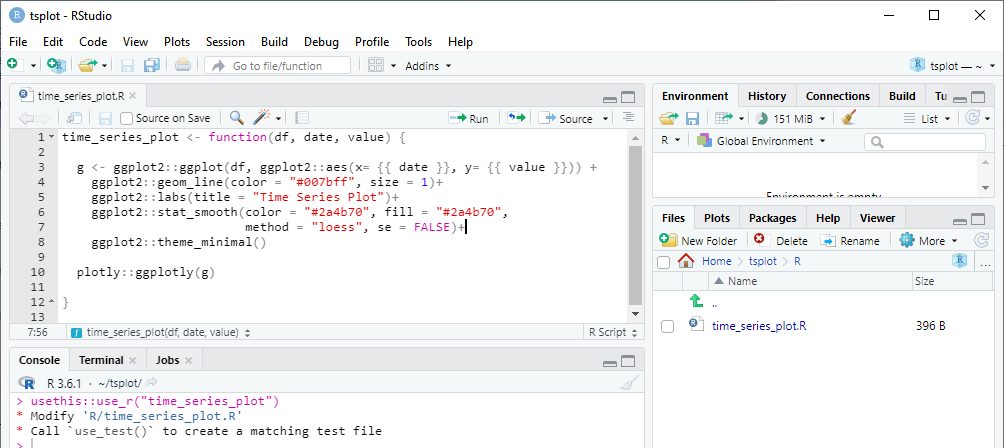 tsplot - RStudio
File Edit Code View Plots Session Build Debug Profile Tools Help
Go to file/function Addins tsplot — ~
time_series_plot.R
Source on Save Run Source
1 time_series_plot <- function(df, date, value) {
2
3 g <- ggplot2::ggplot(df, ggplot2::aes(x= {{ date }}, y= {{ value }})) +
4 ggplot2::geom_line(color = "#007bff", size = 1)+
5 ggplot2::labs(title = "Time Series Plot")+
6 ggplot2::stat_smooth(color = "#2a4b70", fill = "#2a4b70",
7 method = "loess", se = FALSE)+
8 ggplot2::theme_minimal()
9
10 plotly::ggplotly(g)
11
12 }
13
7:56 time_series_plot(df, date, value) R Script
Console Terminal Jobs
R 3.6.1 · ~/tsplot/
> usethis::use_r("time_series_plot")
* Modify 'R/time_series_plot.R'
* Call `use_test()` to create a matching test file
>
Environment History Connections Build Tu
151 MiB List
R Global Environment
Environment is empty
Files Plots Packages Help Viewer
New Folder Delete Rename More
Home tsplot R ...
Name Size
..
time_series_plot.R 396 B